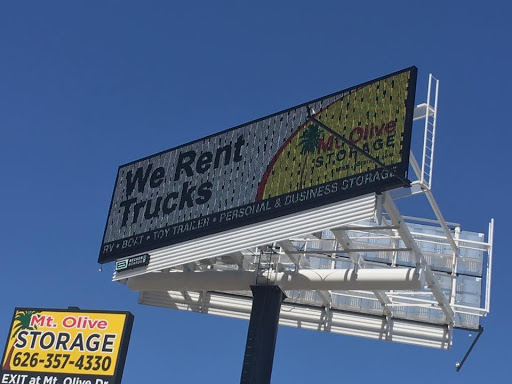 We Rent
Trucks
Mt. Olive
STORAGE
RV • BOAT • TOY TRAILER • PERSONAL & BUSINESS STORAGE
Mt. Olive
STORAGE
626-357-4330
EXIT at Mt. Olive Dr.